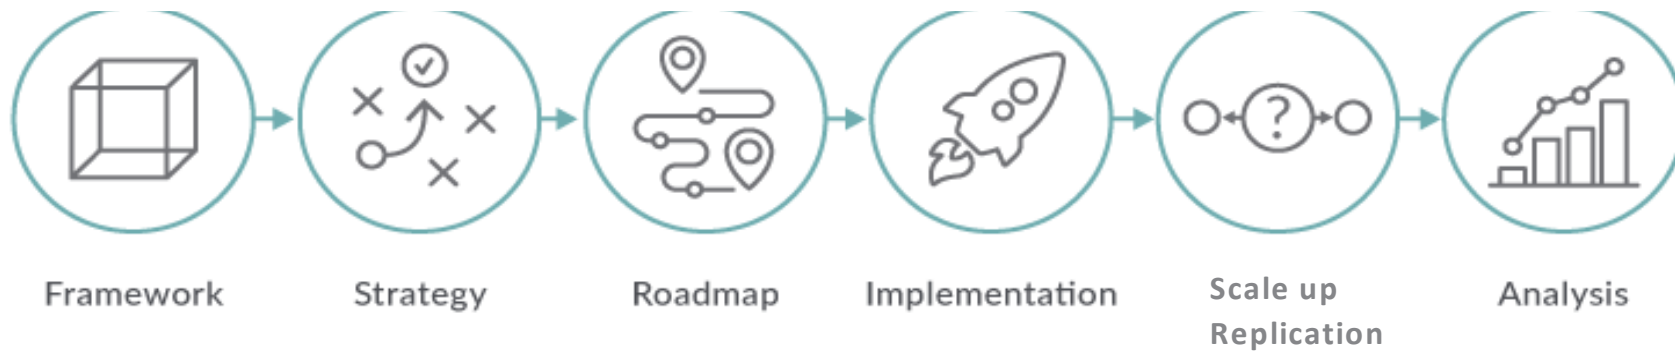 Framework
Strategy
Roadmap
Implementation
Scale up
Replication
Analysis
?